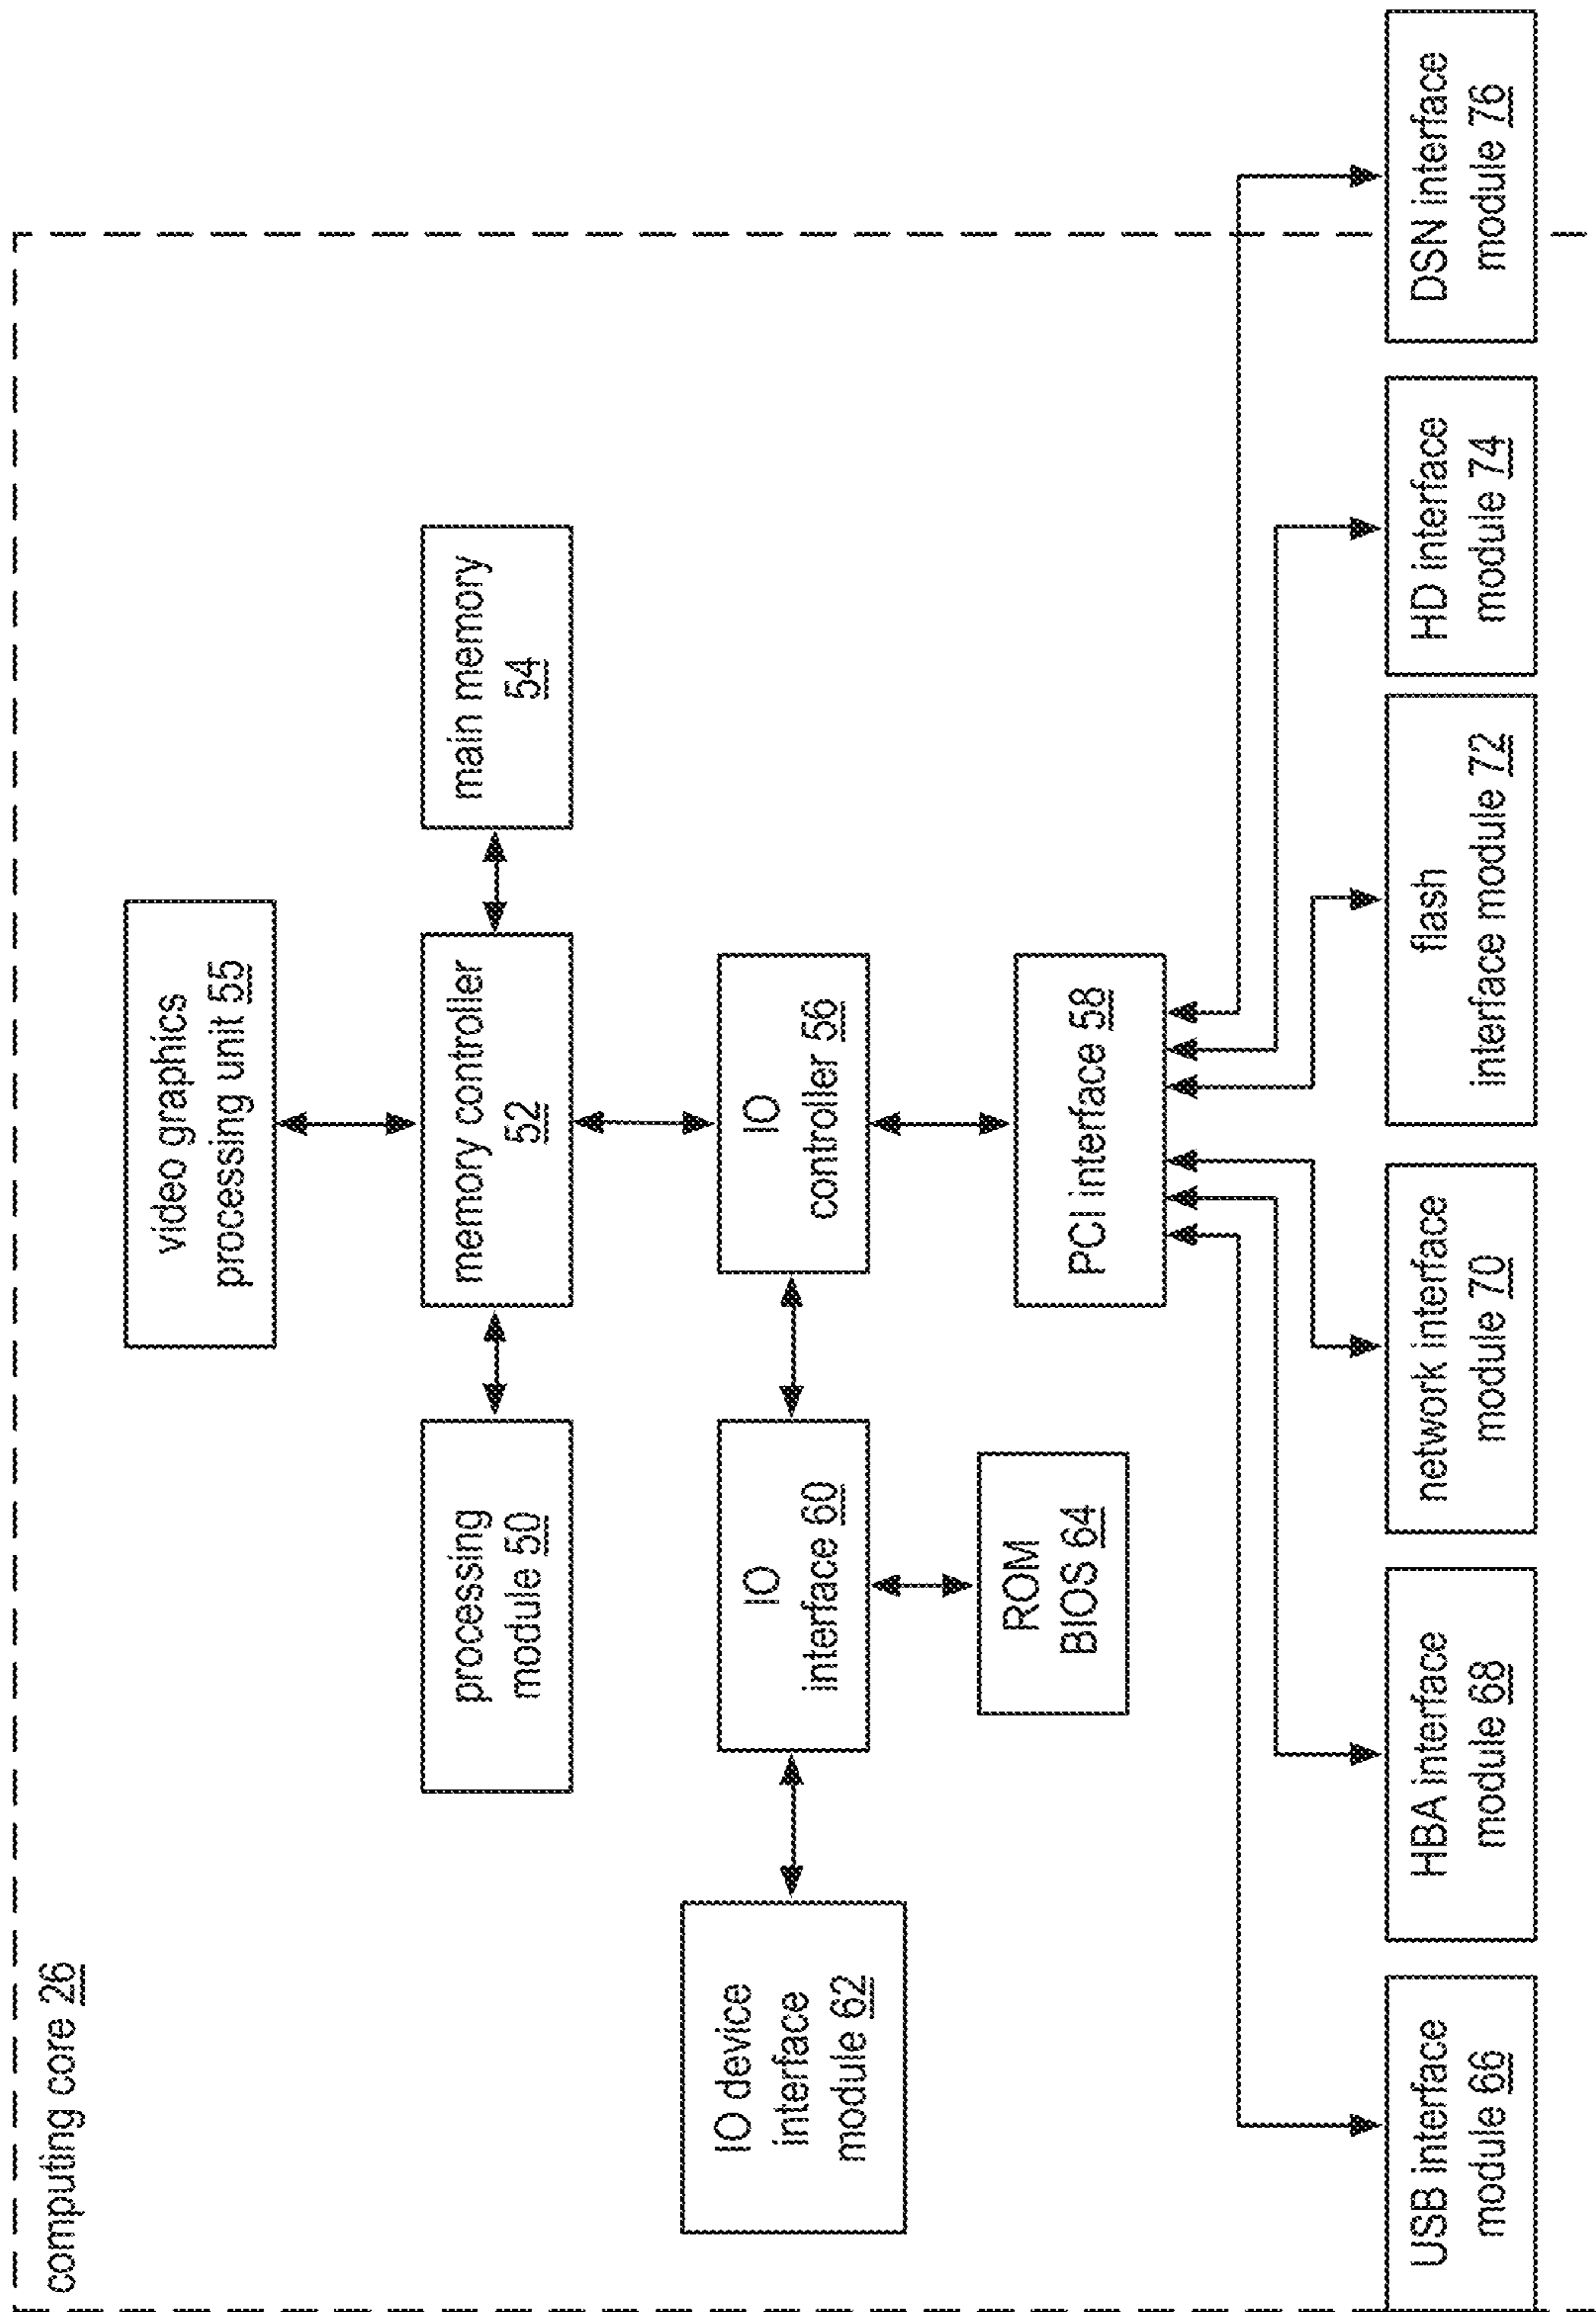 computing core 26
video graphics
processing unit 55
processing
module 50
memory controller
52
main memory
54
IO device
interface
module 62
IO
interface 60
IO
controller 56
ROM
BIOS 64
PCI interface 58
USB interface
module 66
HBA interface
module 68
network interface
module 70
flash
interface module 72
HD interface
module 74
DSN interface
module 76